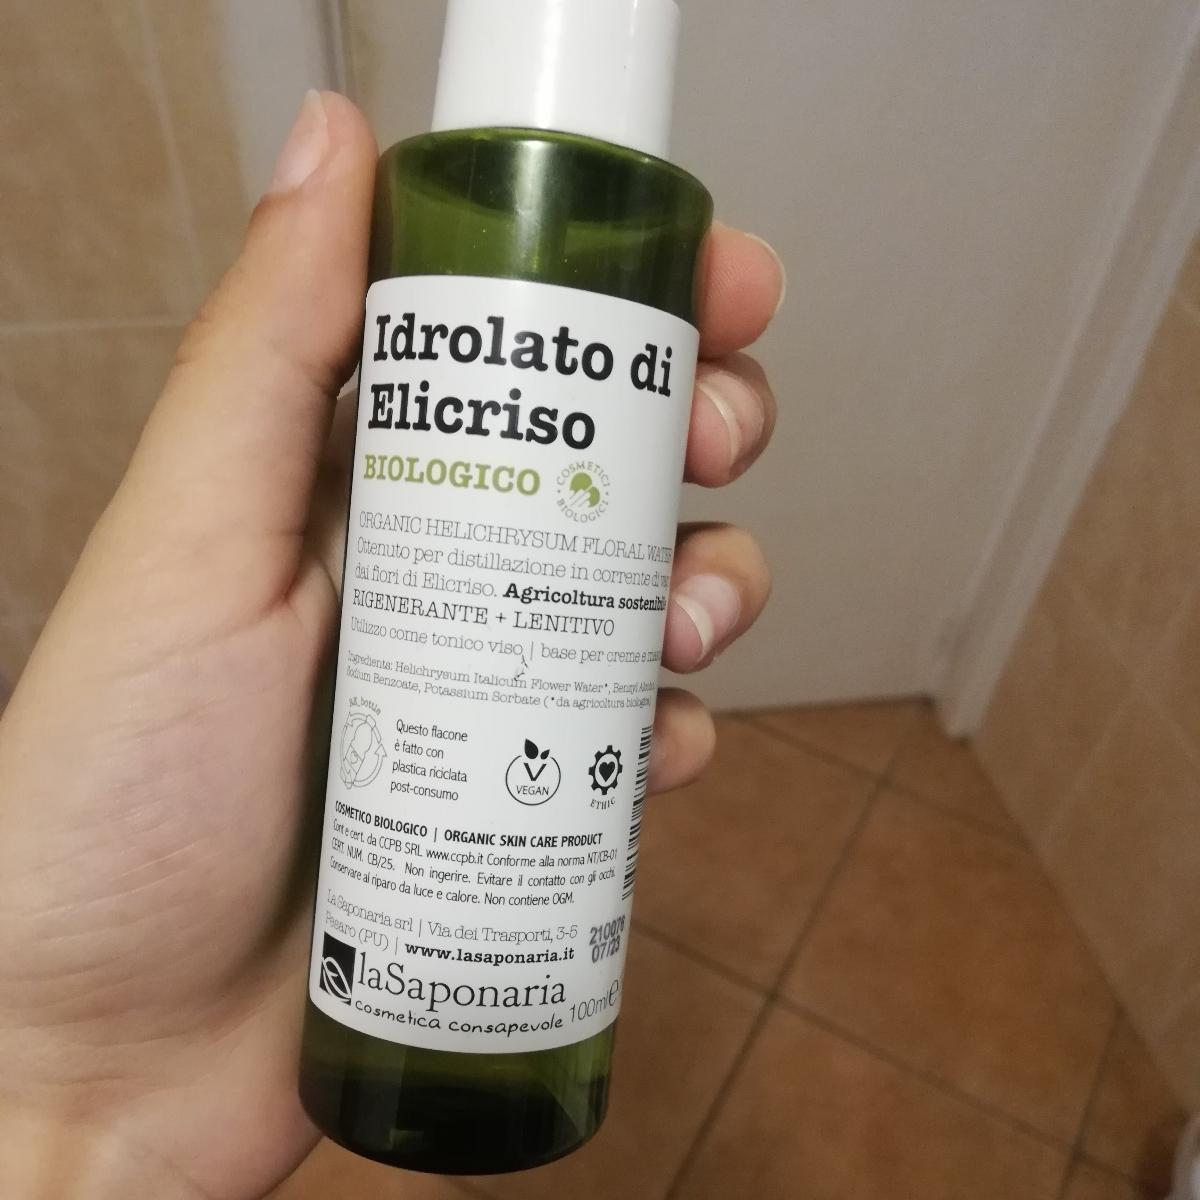 Idrolato di
Elicriso
BIOLOGICO
COSMETICI BIOLOGICI
ORGANIC HELICHRYSUM FLORAL WATER
Ottenuto per distillazione in corrente di
dai fiori di Elicriso. Agricoltura sostenibile
RIGENERANTE + LENITIVO
Utilizzo come tonico viso | base per creme e
Ingredients: Helichrysum Italicum Flower Water*, Benzyl Alcohol
Sodium Benzoate, Potassium Sorbate (*da agricoltura biologica)
RE_bottle
Questo flacone
è fatto con
plastica riciclata
post-consumo
VEGAN
ETHIC
COSMETICO BIOLOGICO | ORGANIC SKIN CARE PRODUCT
Cont e cert. da CCPB SRL www.ccpb.it Conforme alla norma NT/CB-01
CERT. NUM. CB/25. Non ingerire. Evitare il contatto con gli occhi.
Conservare al riparo da luce e calore. Non contiene OGM.
La Saponaria srl | Via dei Trasporti, 3-5
Pesaro (PU) | www.lasaponaria.it
210076
07/23
laSaponaria
cosmetica consapevole
100ml e